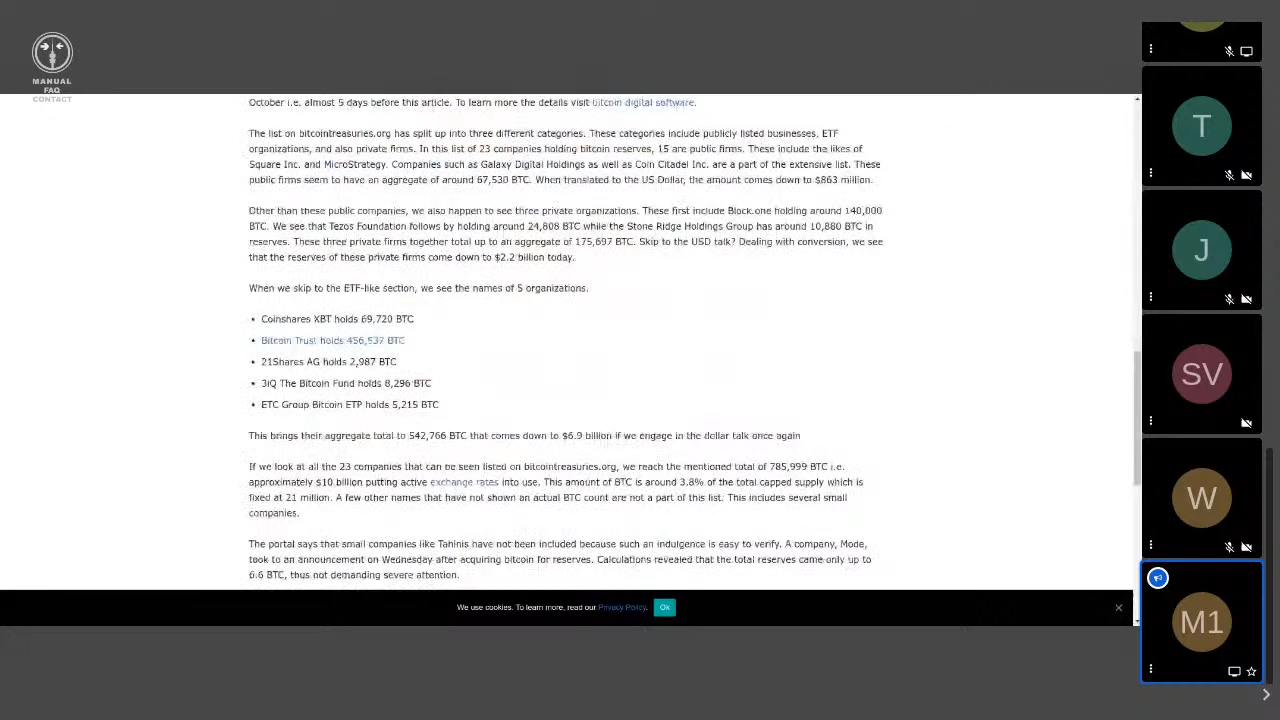 MANUAL
FAQ
CONTACT
October i.e. almost 5 days before this article. To learn more the details visit bitcoin digital software.
The list on bitcointreasuries.org has split up into three different categories. These categories include publicly listed businesses, ETF
organizations, and also private firms. In this list of 23 companies holding bitcoin reserves, 15 are public firms. These include the likes of
Square Inc. and MicroStrategy. Companies such as Galaxy Digital Holdings as well as Coin Citadel Inc. are a part of the extensive list. These
public firms seem to have an aggregate of around 67,530 BTC. When translated to the US Dollar, the amount comes down to $863 million.
Other than these public companies, we also happen to see three private organizations. These first include Block.one holding around 140,000
BTC. We see that Tezos Foundation follows by holding around 24,808 BTC while the Stone Ridge Holdings Group has around 10,880 BTC in
reserves. These three private firms together total up to an aggregate of 175,697 BTC. Skip to the USD talk? Dealing with conversion, we see
that the reserves of these private firms come down to $2.2 billion today.
When we skip to the ETF-like section, we see the names of 5 organizations.
• Coinshares XBT holds 69,720 BTC
• Bitcoin Trust holds 456,537 BTC
• 21Shares AG holds 2,987 BTC
• 3iQ The Bitcoin Fund holds 8,296 BTC
• ETC Group Bitcoin ETP holds 5,215 BTC
This brings their aggregate total to 542,766 BTC that comes down to $6.9 billion if we engage in the dollar talk once again
If we look at all the 23 companies that can be seen listed on bitcointreasuries.org, we reach the mentioned total of 785,999 BTC i.e.
approximately $10 billion putting active exchange rates into use. This amount of BTC is around 3.8% of the total capped supply which is
fixed at 21 million. A few other names that have not shown an actual BTC count are not a part of this list. This includes several small
companies.
The portal says that small companies like Tahinis have not been included because such an indulgence is easy to verify. A company, Mode,
took to an announcement on Wednesday after acquiring bitcoin for reserves. Calculations revealed that the total reserves came only up to
6.6 BTC, thus not demanding severe attention.
We use cookies. To learn more, read our Privacy Policy. Ok
T
J
SV
W
M1